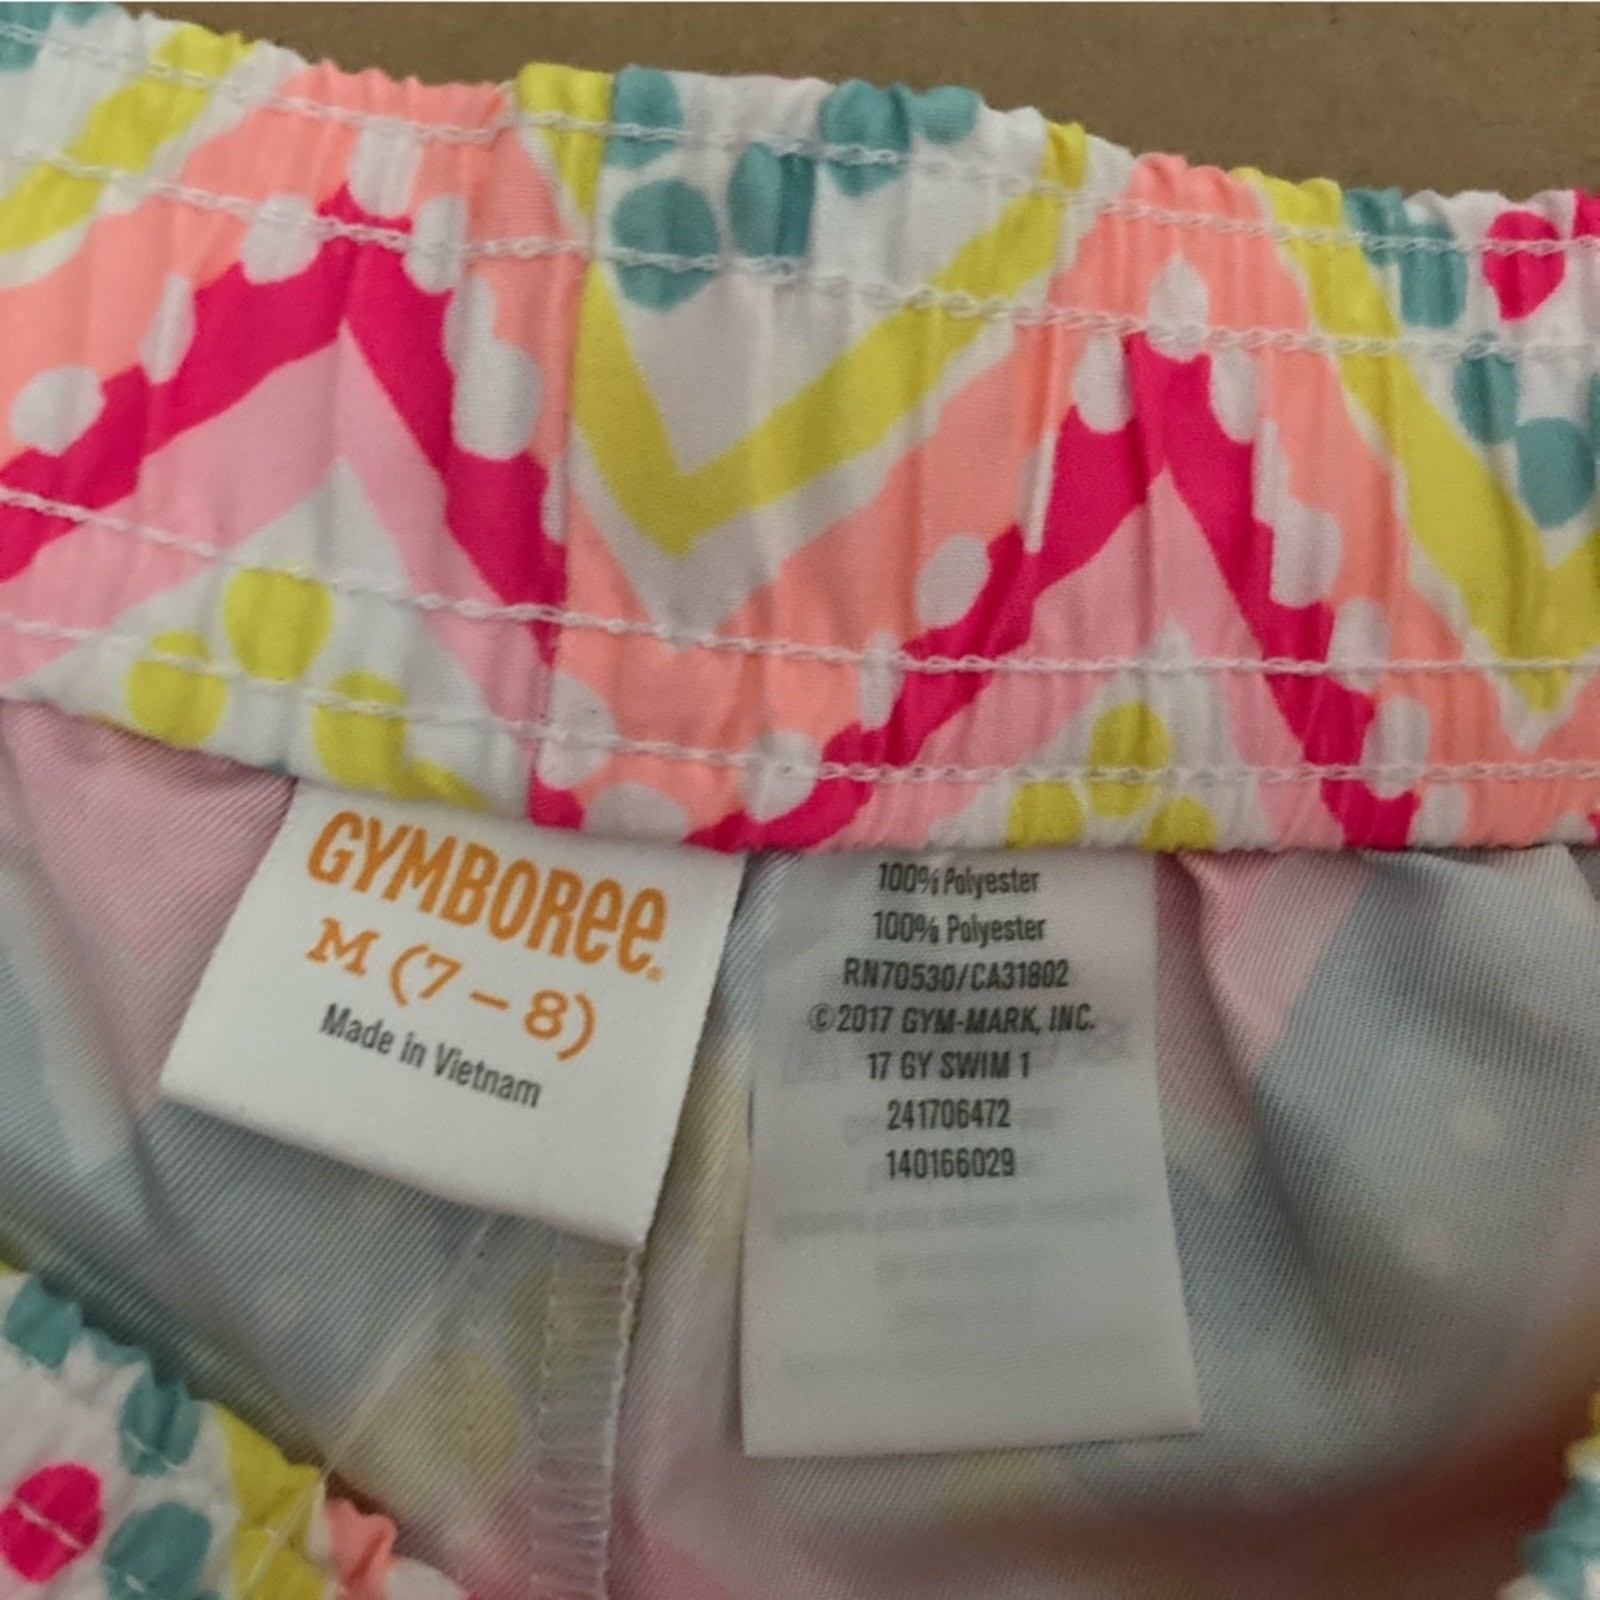 GYMBOREE
M (7-8)
Made in Vietnam
100% Polyester
100% Polyester
RN70530/CA31802
©2017 GYM-MARK, INC.
17 GY SWIM 1
241706472
140166029